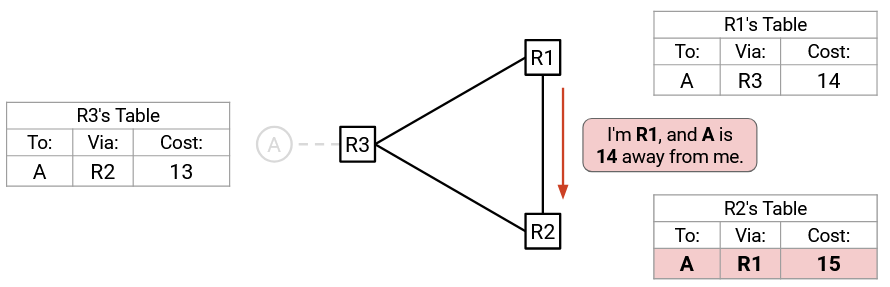 R3's Table
To: Via: Cost:
A R2 13
A
R3
R1
R2
I'm R1, and A is
14 away from me.
R1's Table
To: Via: Cost:
A R3 14
R2's Table
To: Via: Cost:
A R1 15